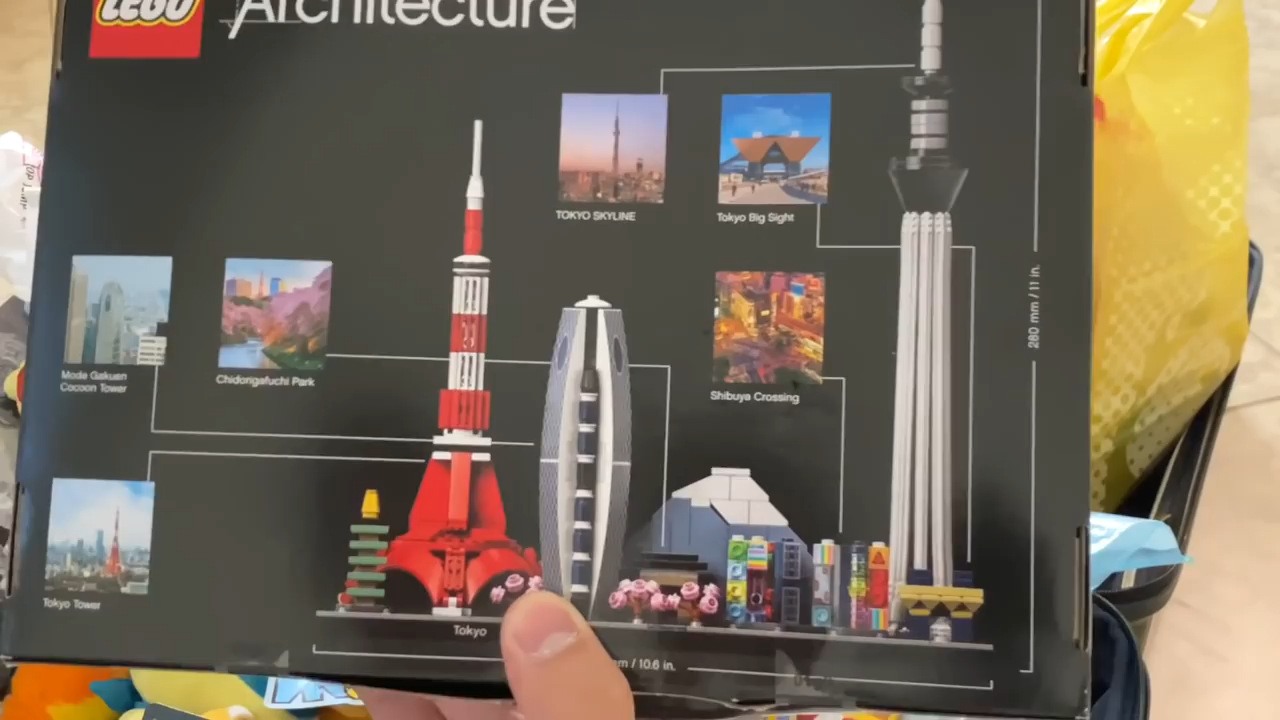 LEGO
Architecture
TOKYO SKYLINE
Tokyo Big Sight
Mode Gakuen
Cocoon Tower
Chidorigafuchi Park
Shibuya Crossing
280 mm / 11 in.
Tokyo Tower
Tokyo
m / 10.6 in.